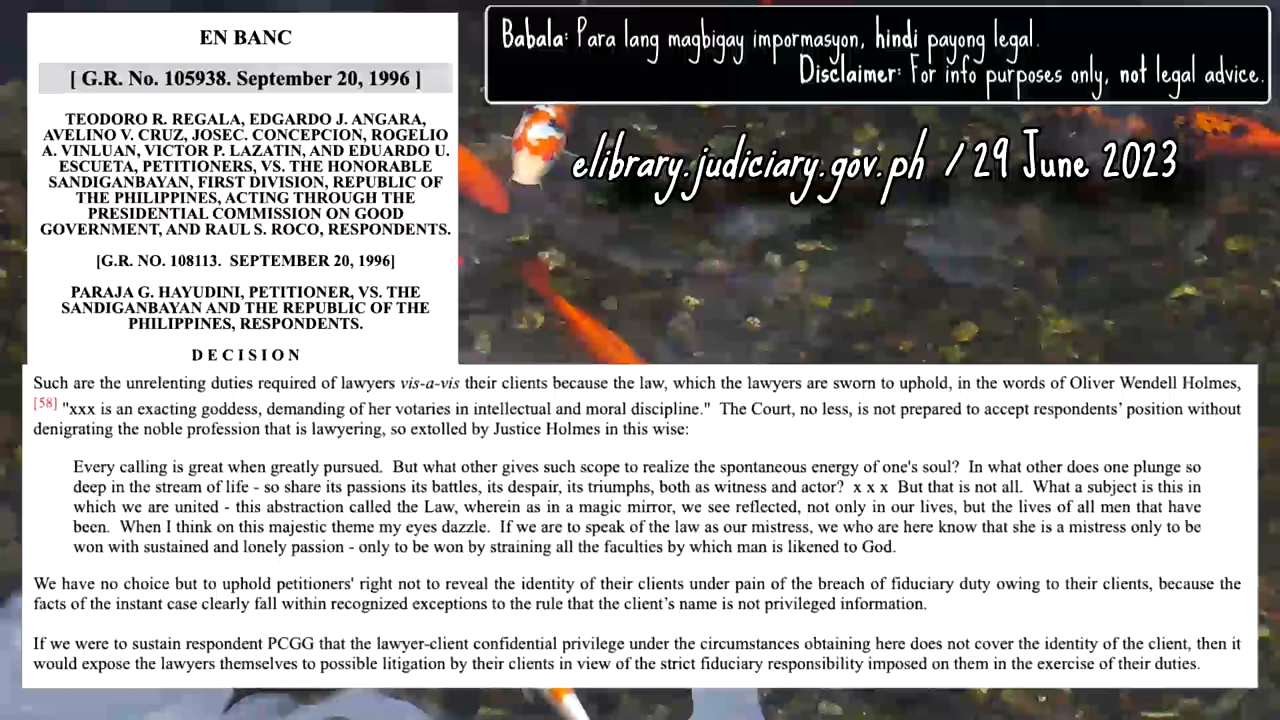 EN BANC
[ G.R. No. 105938. September 20, 1996 ]
TEODORO R. REGALA, EDGARDO J. ANGARA,
AVELINO V. CRUZ, JOSEC. CONCEPCION, ROGELIO
A. VINLUAN, VICTOR P. LAZATIN, AND EDUARDO U.
ESCUETA, PETITIONERS, VS. THE HONORABLE
SANDIGANBAYAN, FIRST DIVISION, REPUBLIC OF
THE PHILIPPINES, ACTING THROUGH THE
PRESIDENTIAL COMMISSION ON GOOD
GOVERNMENT, AND RAUL S. ROCO, RESPONDENTS.
[G.R. NO. 108113. SEPTEMBER 20, 1996]
PARAJA G. HAYUDINI, PETITIONER, VS. THE
SANDIGANBAYAN AND THE REPUBLIC OF THE
PHILIPPINES, RESPONDENTS.
D E C I S I O N
Babala: Para lang magbigay impormasyon, hindi payong legal.
Disclaimer: For info purposes only, not legal advice.
elibrary.judiciary.gov.ph / 29 June 2023
Such are the unrelenting duties required of lawyers vis-a-vis their clients because the law, which the lawyers are sworn to uphold, in the words of Oliver Wendell Holmes,
[58] "xxx is an exacting goddess, demanding of her votaries in intellectual and moral discipline." The Court, no less, is not prepared to accept respondents' position without
denigrating the noble profession that is lawyering, so extolled by Justice Holmes in this wise:
Every calling is great when greatly pursued. But what other gives such scope to realize the spontaneous energy of one's soul? In what other does one plunge so
deep in the stream of life - so share its passions its battles, its despair, its triumphs, both as witness and actor? x x x But that is not all. What a subject is this in
which we are united - this abstraction called the Law, wherein as in a magic mirror, we see reflected, not only in our lives, but the lives of all men that have
been. When I think on this majestic theme my eyes dazzle. If we are to speak of the law as our mistress, we who are here know that she is a mistress only to be
won with sustained and lonely passion - only to be won by straining all the faculties by which man is likened to God.
We have no choice but to uphold petitioners' right not to reveal the identity of their clients under pain of the breach of fiduciary duty owing to their clients, because the
facts of the instant case clearly fall within recognized exceptions to the rule that the client's name is not privileged information.
If we were to sustain respondent PCGG that the lawyer-client confidential privilege under the circumstances obtaining here does not cover the identity of the client, then it
would expose the lawyers themselves to possible litigation by their clients in view of the strict fiduciary responsibility imposed on them in the exercise of their duties.